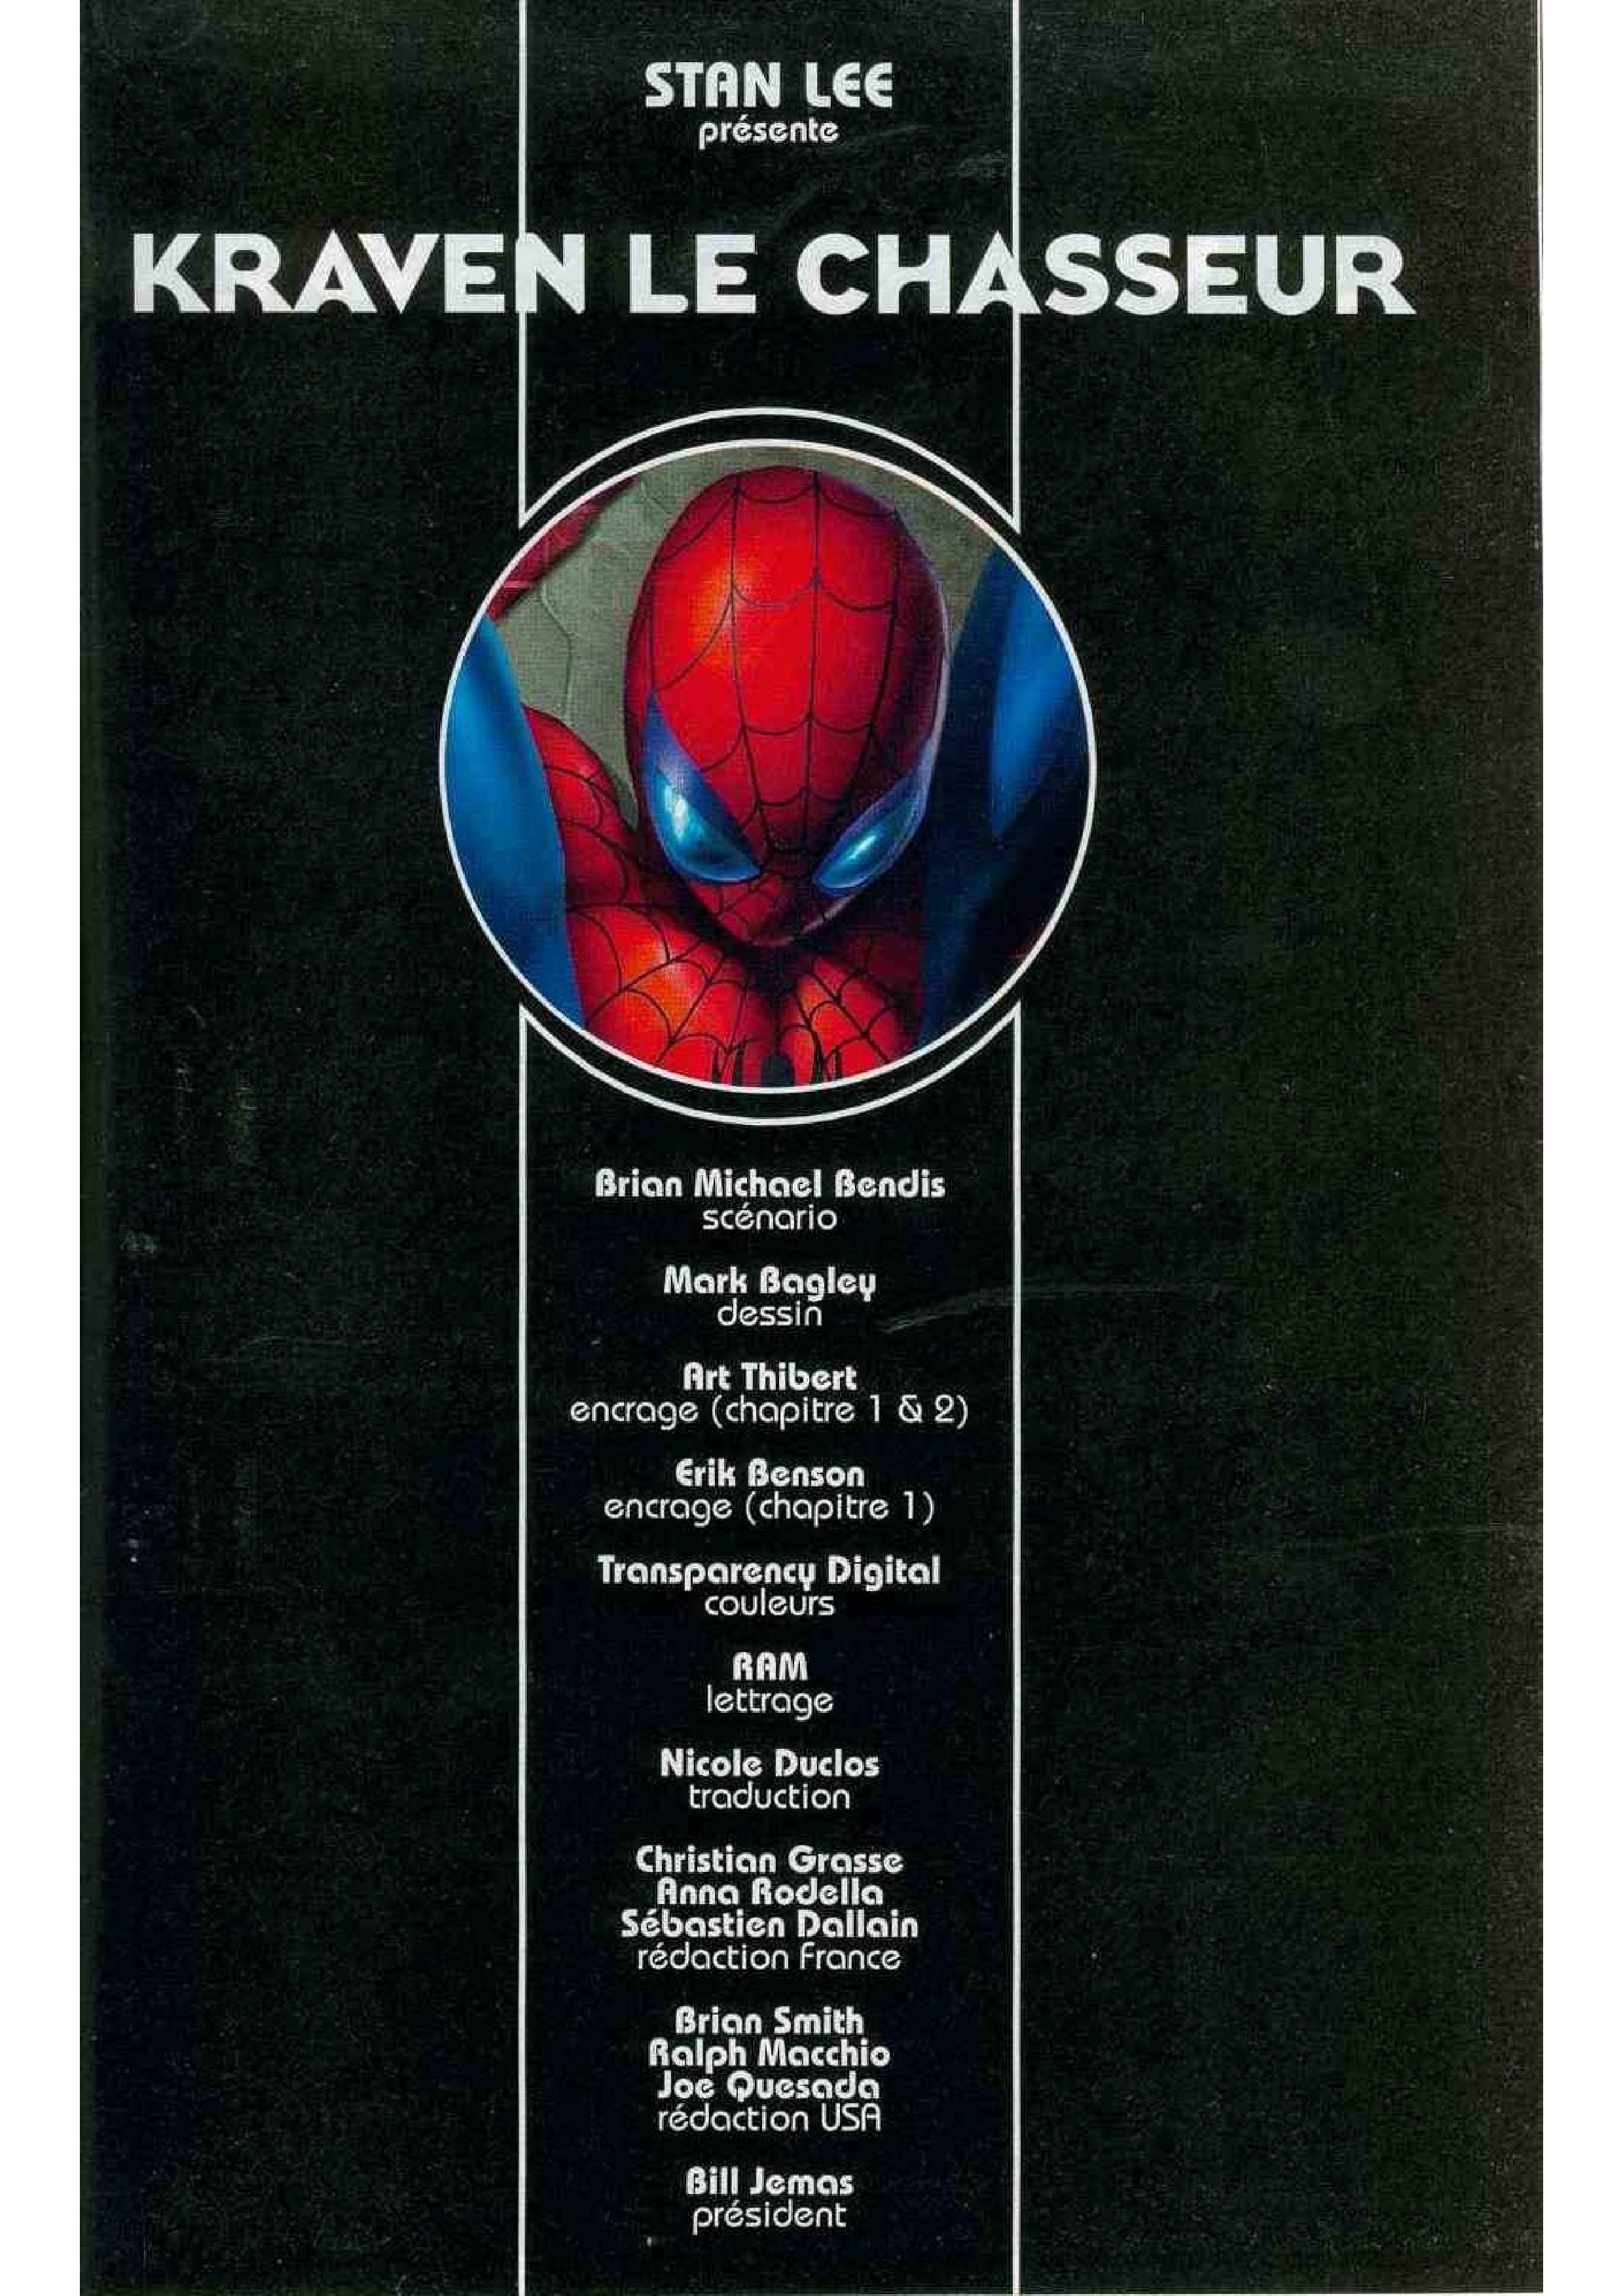 STAN LEE
présente
KRAVEN LE CHASSEUR
Brian Michael Bendis
scénario
Mark Bagley
dessin
Art Thibert
encrage (chapitre 1 & 2)
Erik Benson
encrage (chapitre 1)
Transparency Digital
couleurs
RAM
lettrage
Nicole Duclos
traduction
Christian Grasse
Anna Rodella
Sébastien Dallain
rédaction France
Brian Smith
Ralph Macchio
Joe Quesada
rédaction USA
Bill Jemas
président